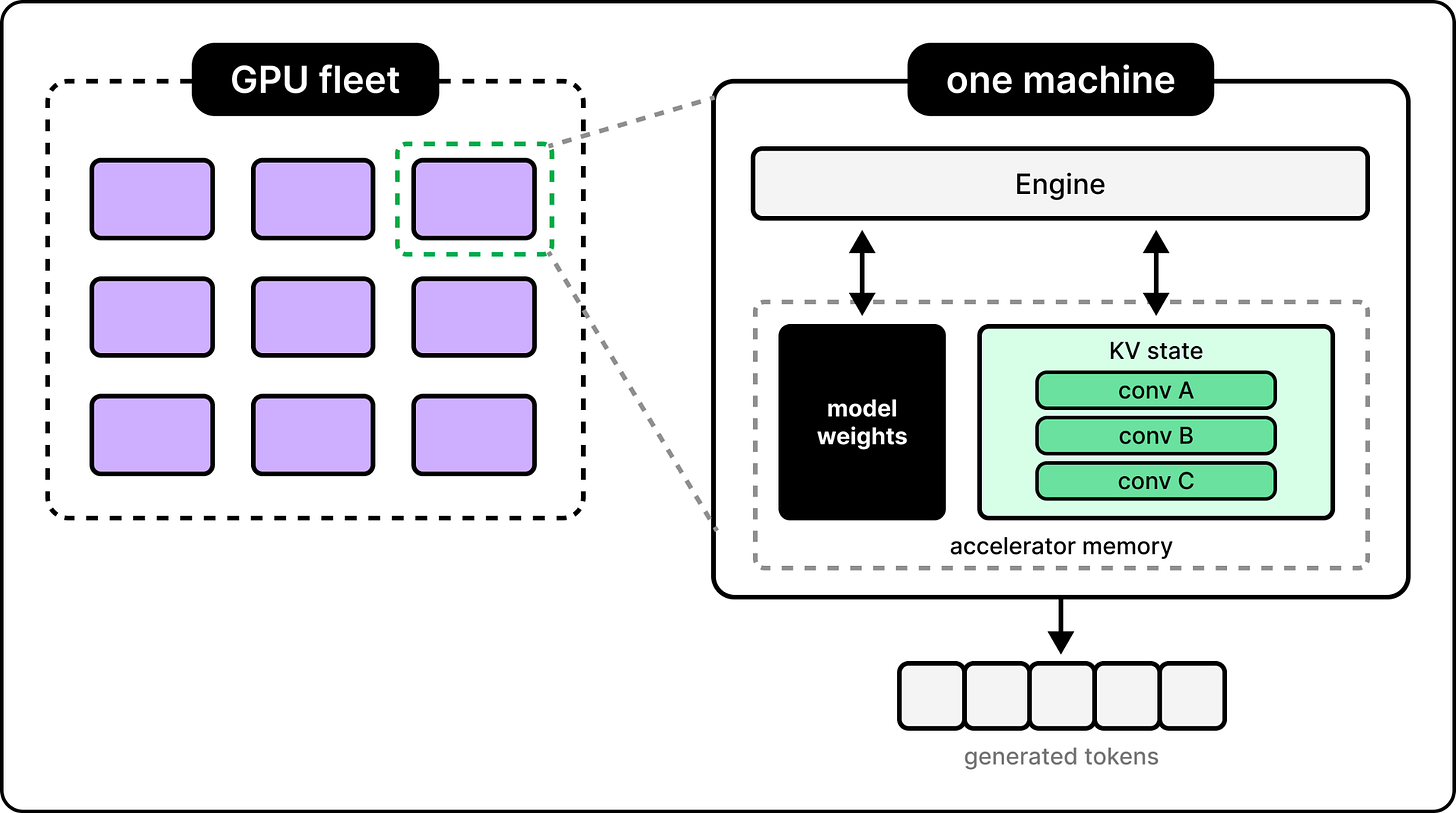 GPU fleet
one machine
Engine
KV state
conv A
model
weights
conv B
conv C
accelerator memory
generated tokens